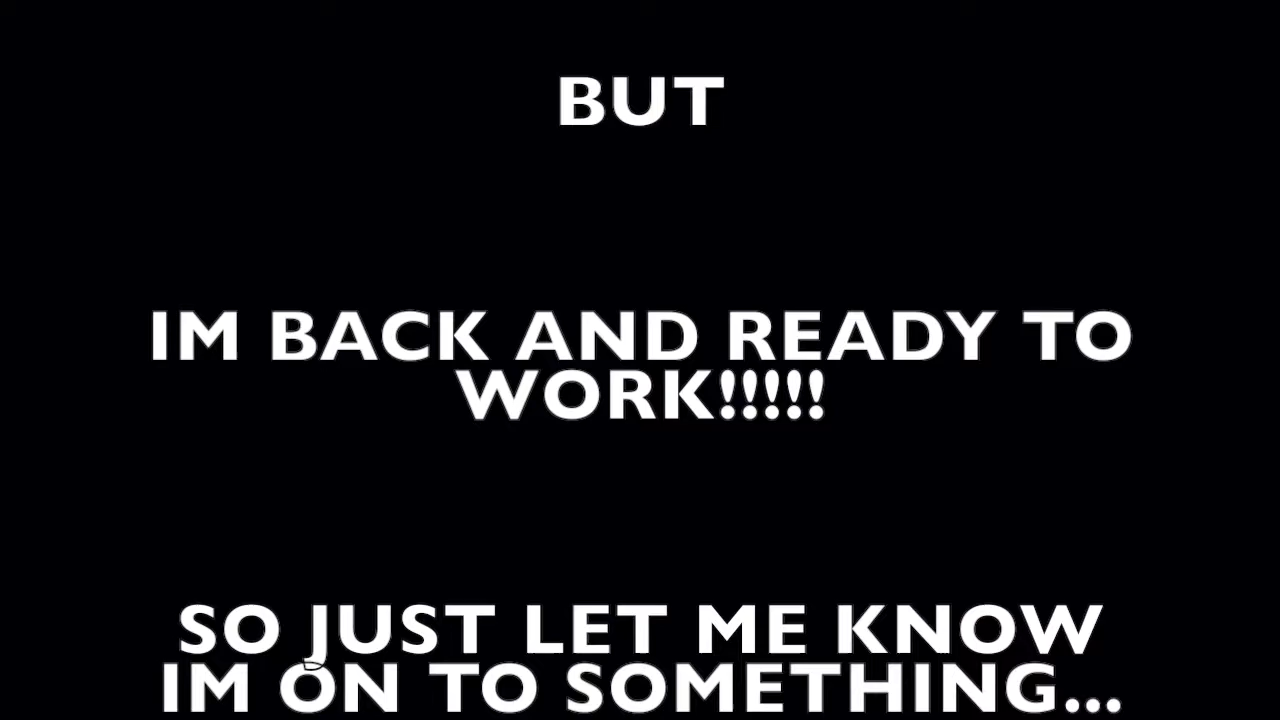 BUT
IM BACK AND READY TO
WORK!!!!!
SO JUST LET ME KNOW
IM ON TO SOMETHING...